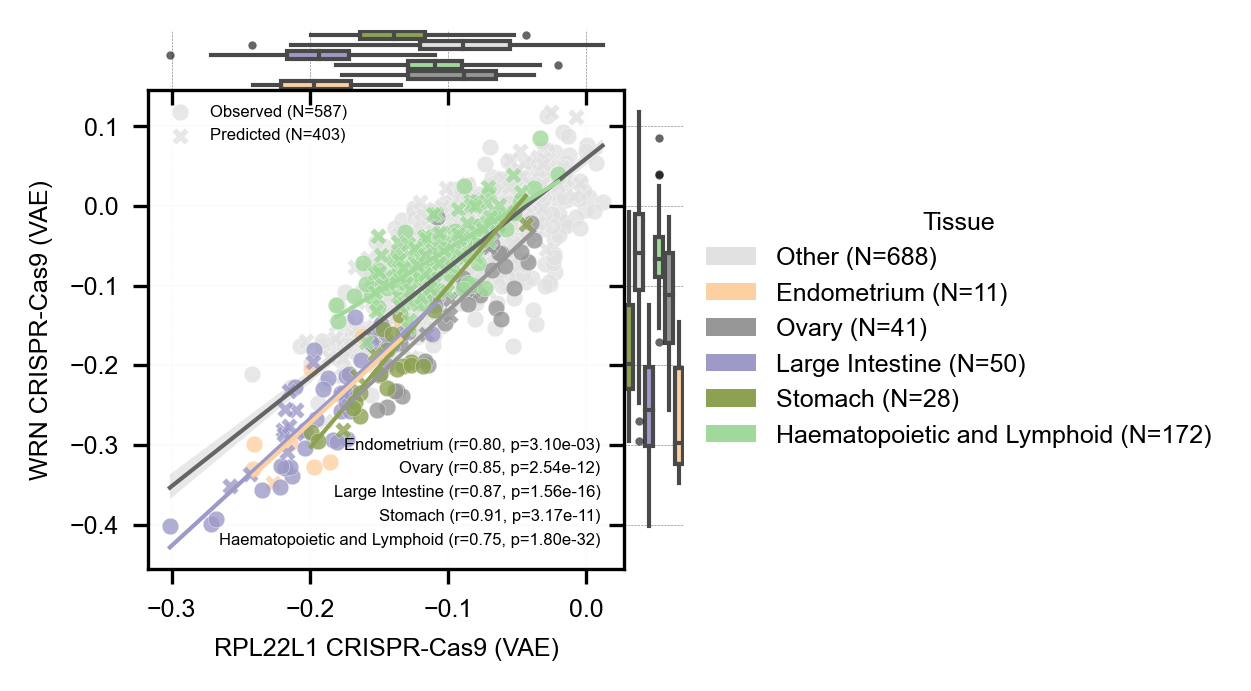 Observed (N=587)
Predicted (N=403)
0.1
0.0
−0.1
−0.2
−0.3
−0.4
WRN CRISPR-Cas9 (VAE)
Endometrium (r=0.80, p=3.10e-03)
Ovary (r=0.85, p=2.54e-12)
Large Intestine (r=0.87, p=1.56e-16)
Stomach (r=0.91, p=3.17e-11)
Haematopoietic and Lymphoid (r=0.75, p=1.80e-32)
−0.3
−0.2
−0.1
0.0
RPL22L1 CRISPR-Cas9 (VAE)
Tissue
Other (N=688)
Endometrium (N=11)
Ovary (N=41)
Large Intestine (N=50)
Stomach (N=28)
Haematopoietic and Lymphoid (N=172)